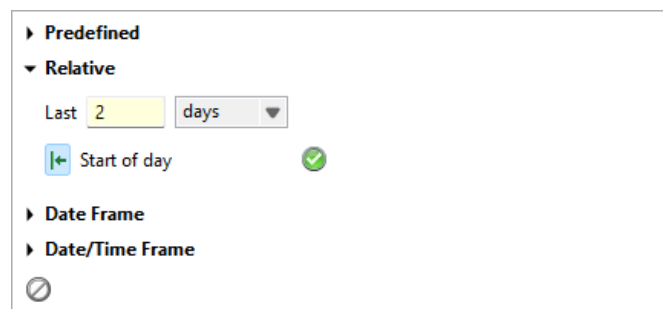 Predefined
Relative
Last 2 days
Start of day
Date Frame
Date/Time Frame